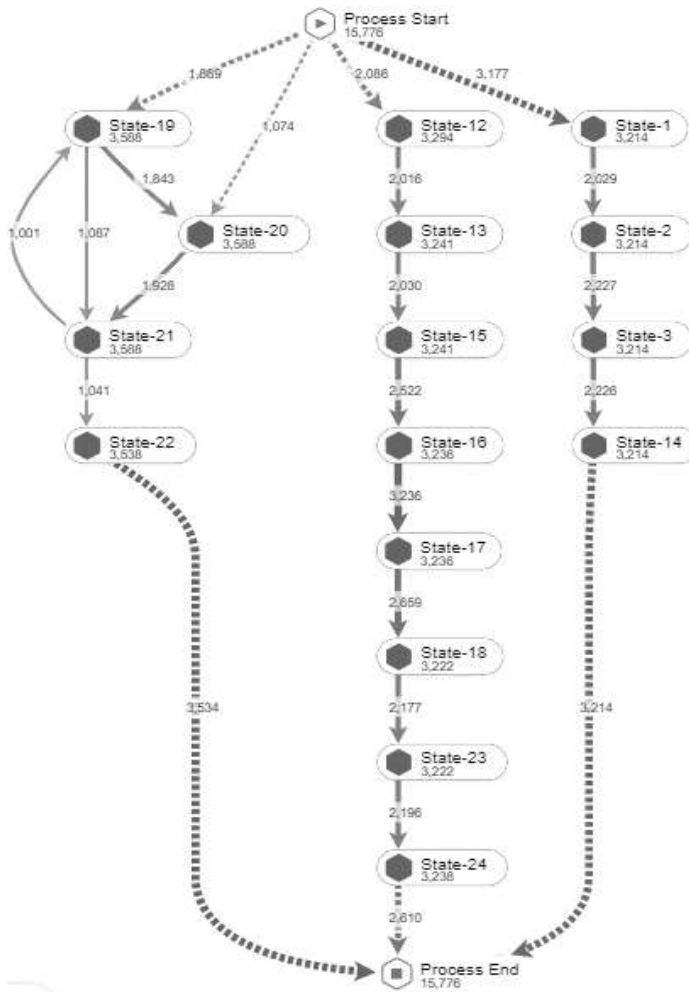 Process Start
15,776
1,869
2,086
3,177
1,074
State-19
3,588
State-12
3,294
State-1
3,214
1,843
2,016
2,029
1,001
1,087
State-20
3,588
State-13
3,241
State-2
3,214
1,926
2,030
2,227
State-21
3,588
State-15
3,241
State-3
3,214
1,041
2,522
2,226
State-22
3,538
State-16
3,236
State-14
3,214
3,236
State-17
3,236
2,659
State-18
3,222
3,534
2,177
3,214
State-23
3,222
2,196
State-24
3,238
2,610
Process End
15,776